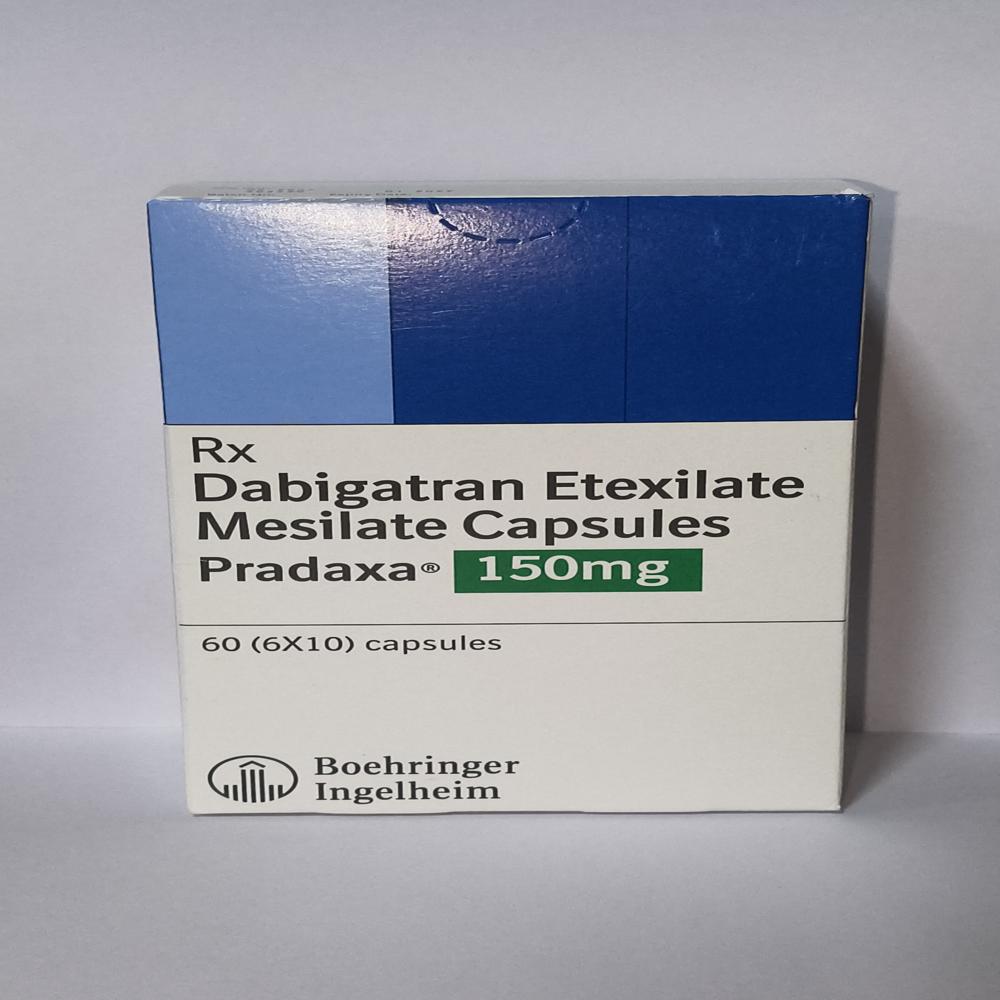 Rx
Dabigatran Etexilate
Mesilate Capsules
Pradaxa® 150mg
60 (6X10) capsules
Boehringer
Ingelheim